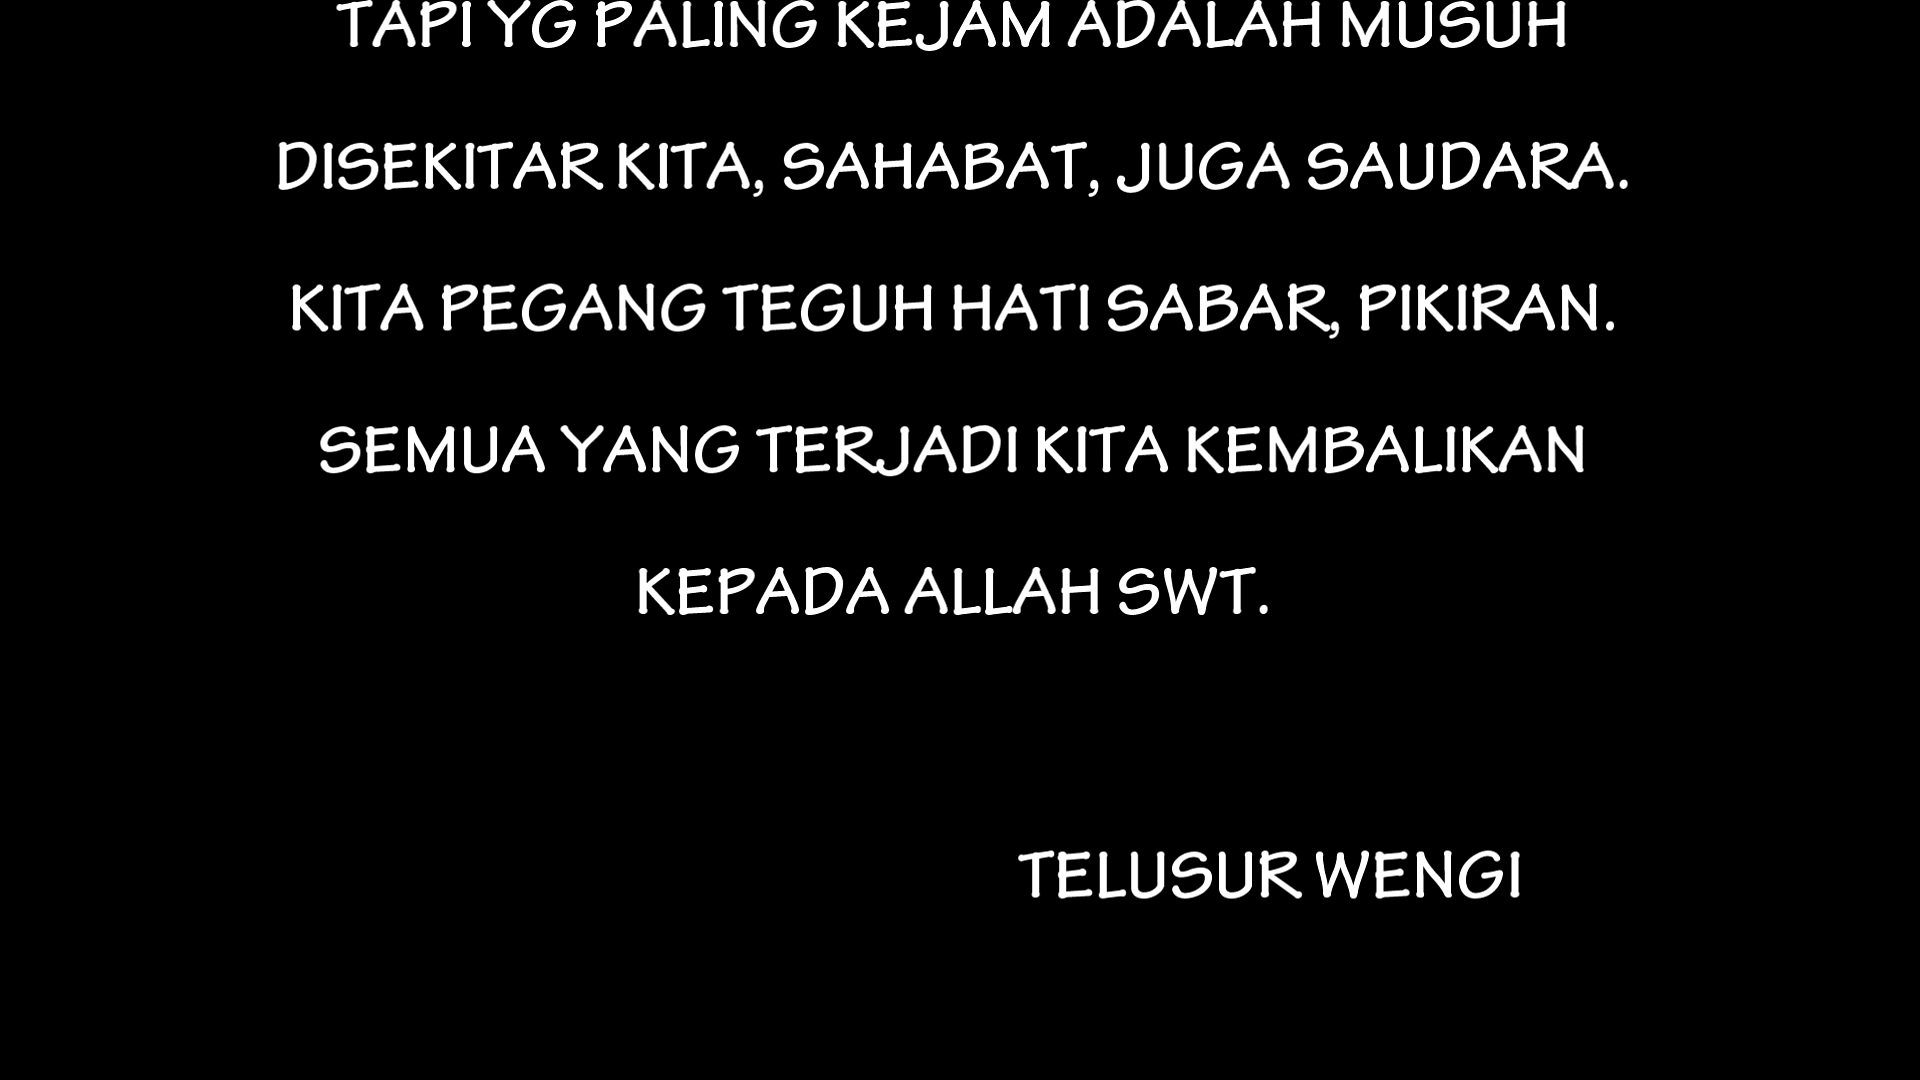 TAPI YG PALING KEJAM ADALAH MUSUH
DISEKITAR KITA, SAHABAT, JUGA SAUDARA.
KITA PEGANG TEGUH HATI SABAR, PIKIRAN.
SEMUA YANG TERJADI KITA KEMBALIKAN
KEPADA ALLAH SWT.
TELUSUR WENGI